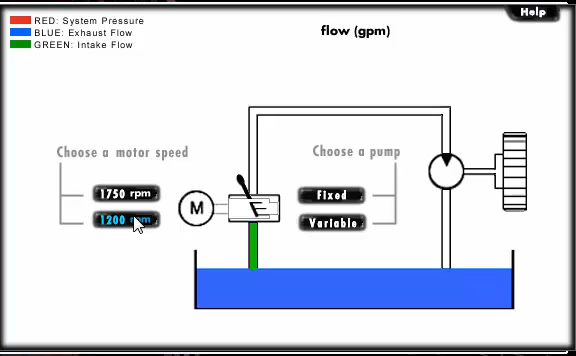 Help
RED: System Pressure
BLUE: Exhaust Flow
GREEN: Intake Flow
flow (gpm)
Choose a motor speed
Choose a pump
1750 rpm
Fixed
M
1200 rpm
Variable